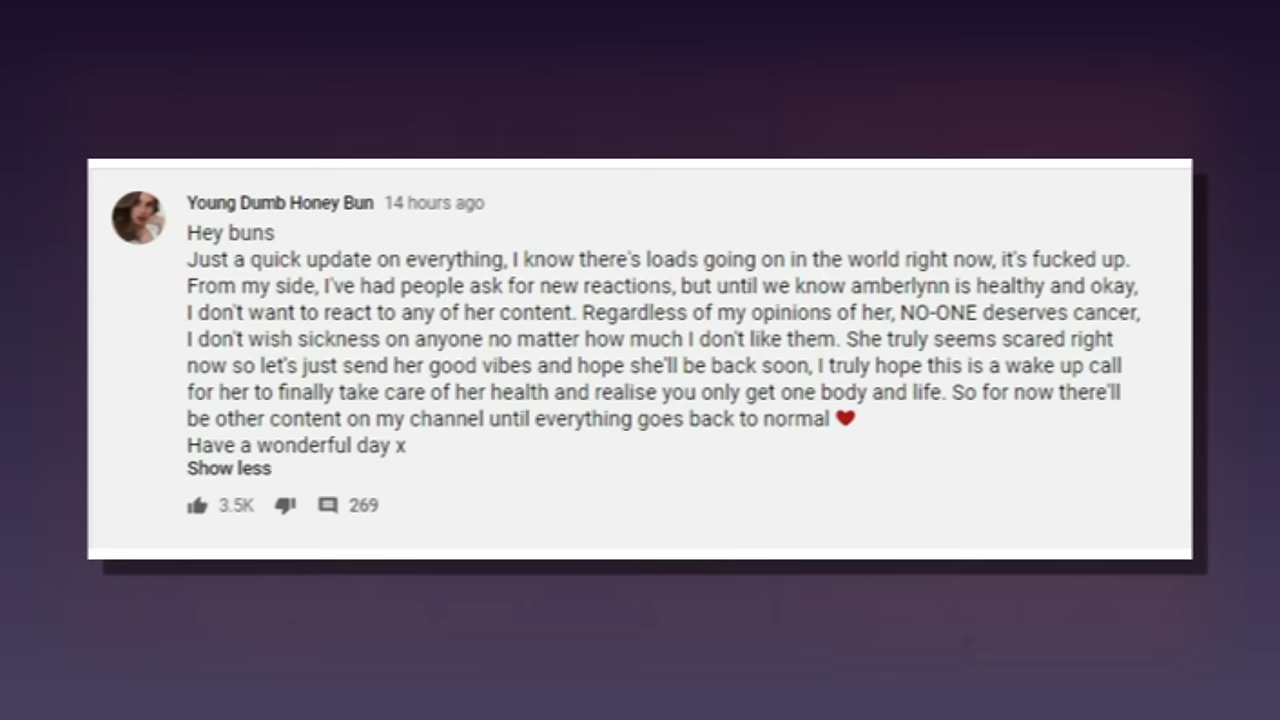 Young Dumb Honey Bun 14 hours ago
Hey buns
Just a quick update on everything, I know there's loads going on in the world right now, it's fucked up.
From my side, I've had people ask for new reactions, but until we know amberlynn is healthy and okay,
I don't want to react to any of her content. Regardless of my opinions of her, NO-ONE deserves cancer,
I don't wish sickness on anyone no matter how much I don't like them. She truly seems scared right
now so let's just send her good vibes and hope she'll be back soon, I truly hope this is a wake up call
for her to finally take care of her health and realise you only get one body and life. So for now there'll
be other content on my channel until everything goes back to normal ❤
Have a wonderful day x
Show less
3.5K 269